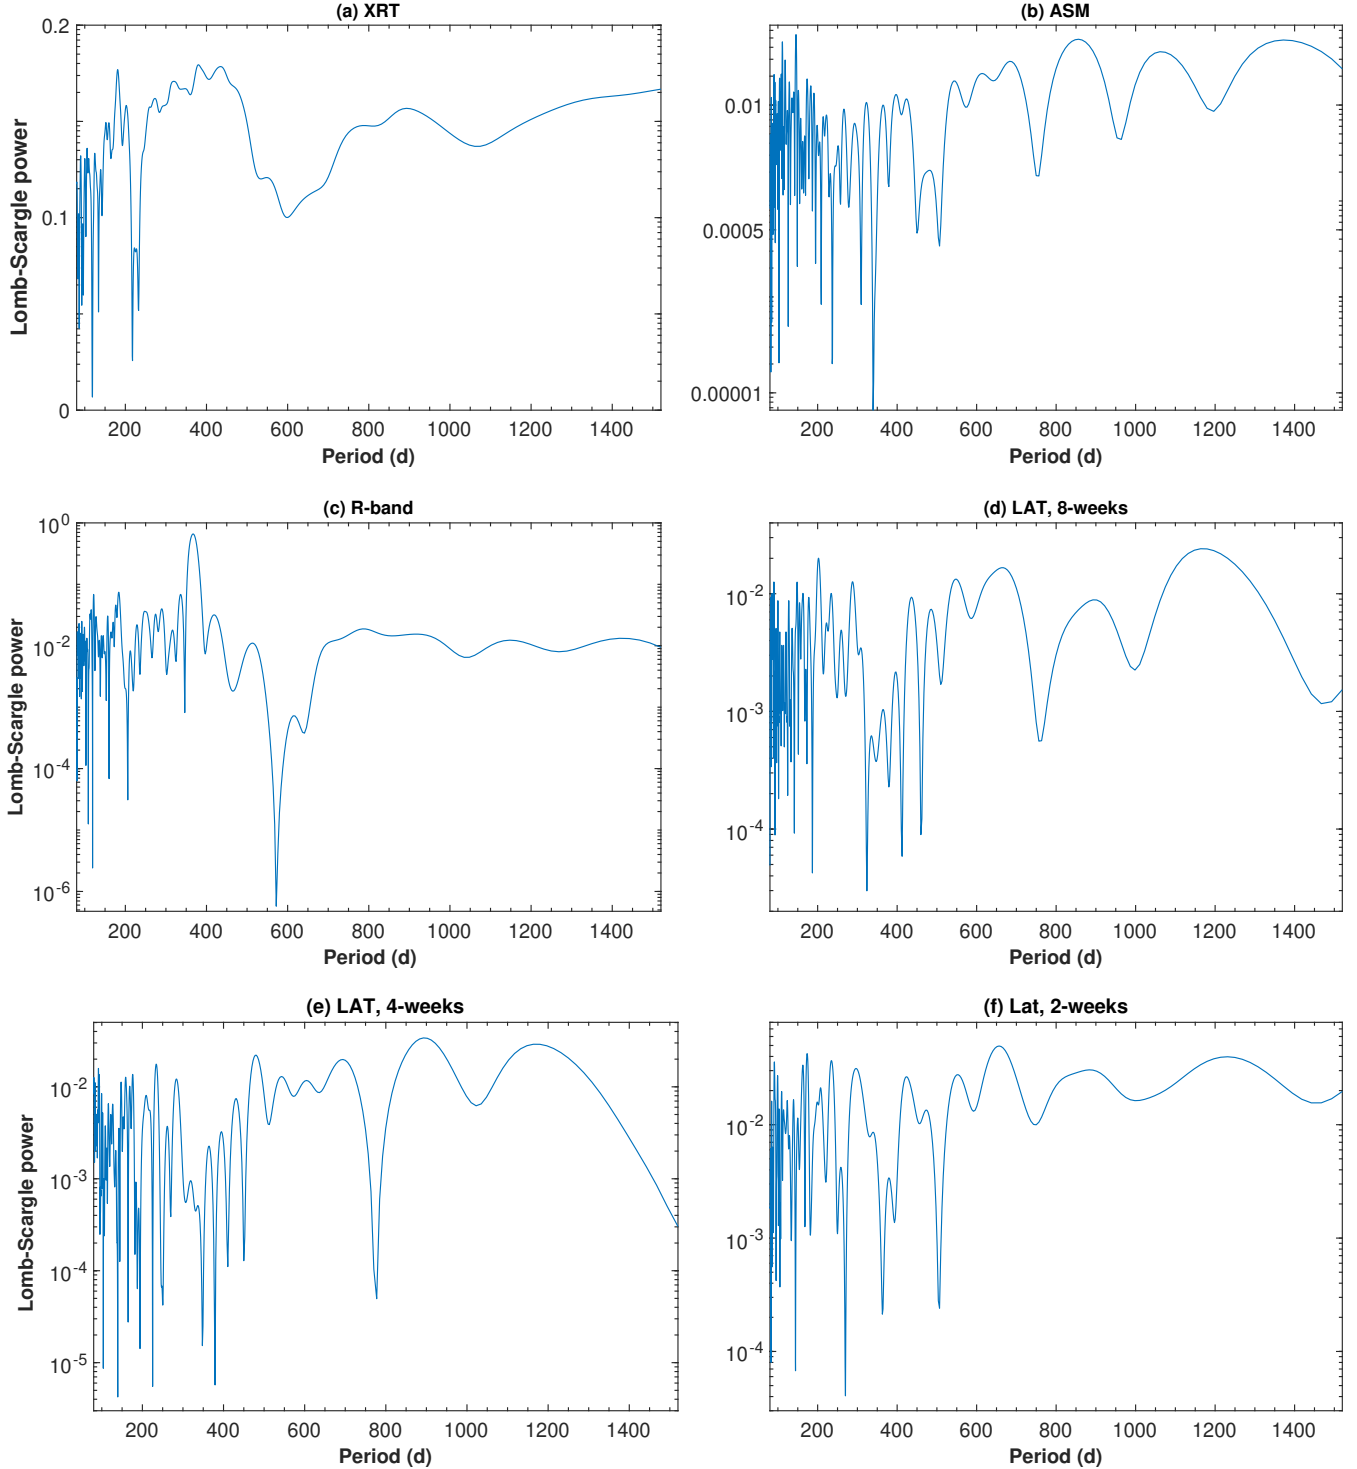 (a) XRT
Lomb-Scargle power
0.2
0.1
0
200 400 600 800 1000 1200 1400
Period (d)
(b) ASM
0.01
0.0005
0.00001
200 400 600 800 1000 1200 1400
Period (d)
(c) R-band
Lomb-Scargle power
10^0
10^-2
10^-4
10^-6
200 400 600 800 1000 1200 1400
Period (d)
(d) LAT, 8-weeks
10^-2
10^-3
10^-4
200 400 600 800 1000 1200 1400
Period (d)
(e) LAT, 4-weeks
Lomb-Scargle power
10^-2
10^-3
10^-4
10^-5
200 400 600 800 1000 1200 1400
Period (d)
(f) Lat, 2-weeks
10^-2
10^-3
10^-4
200 400 600 800 1000 1200 1400
Period (d)